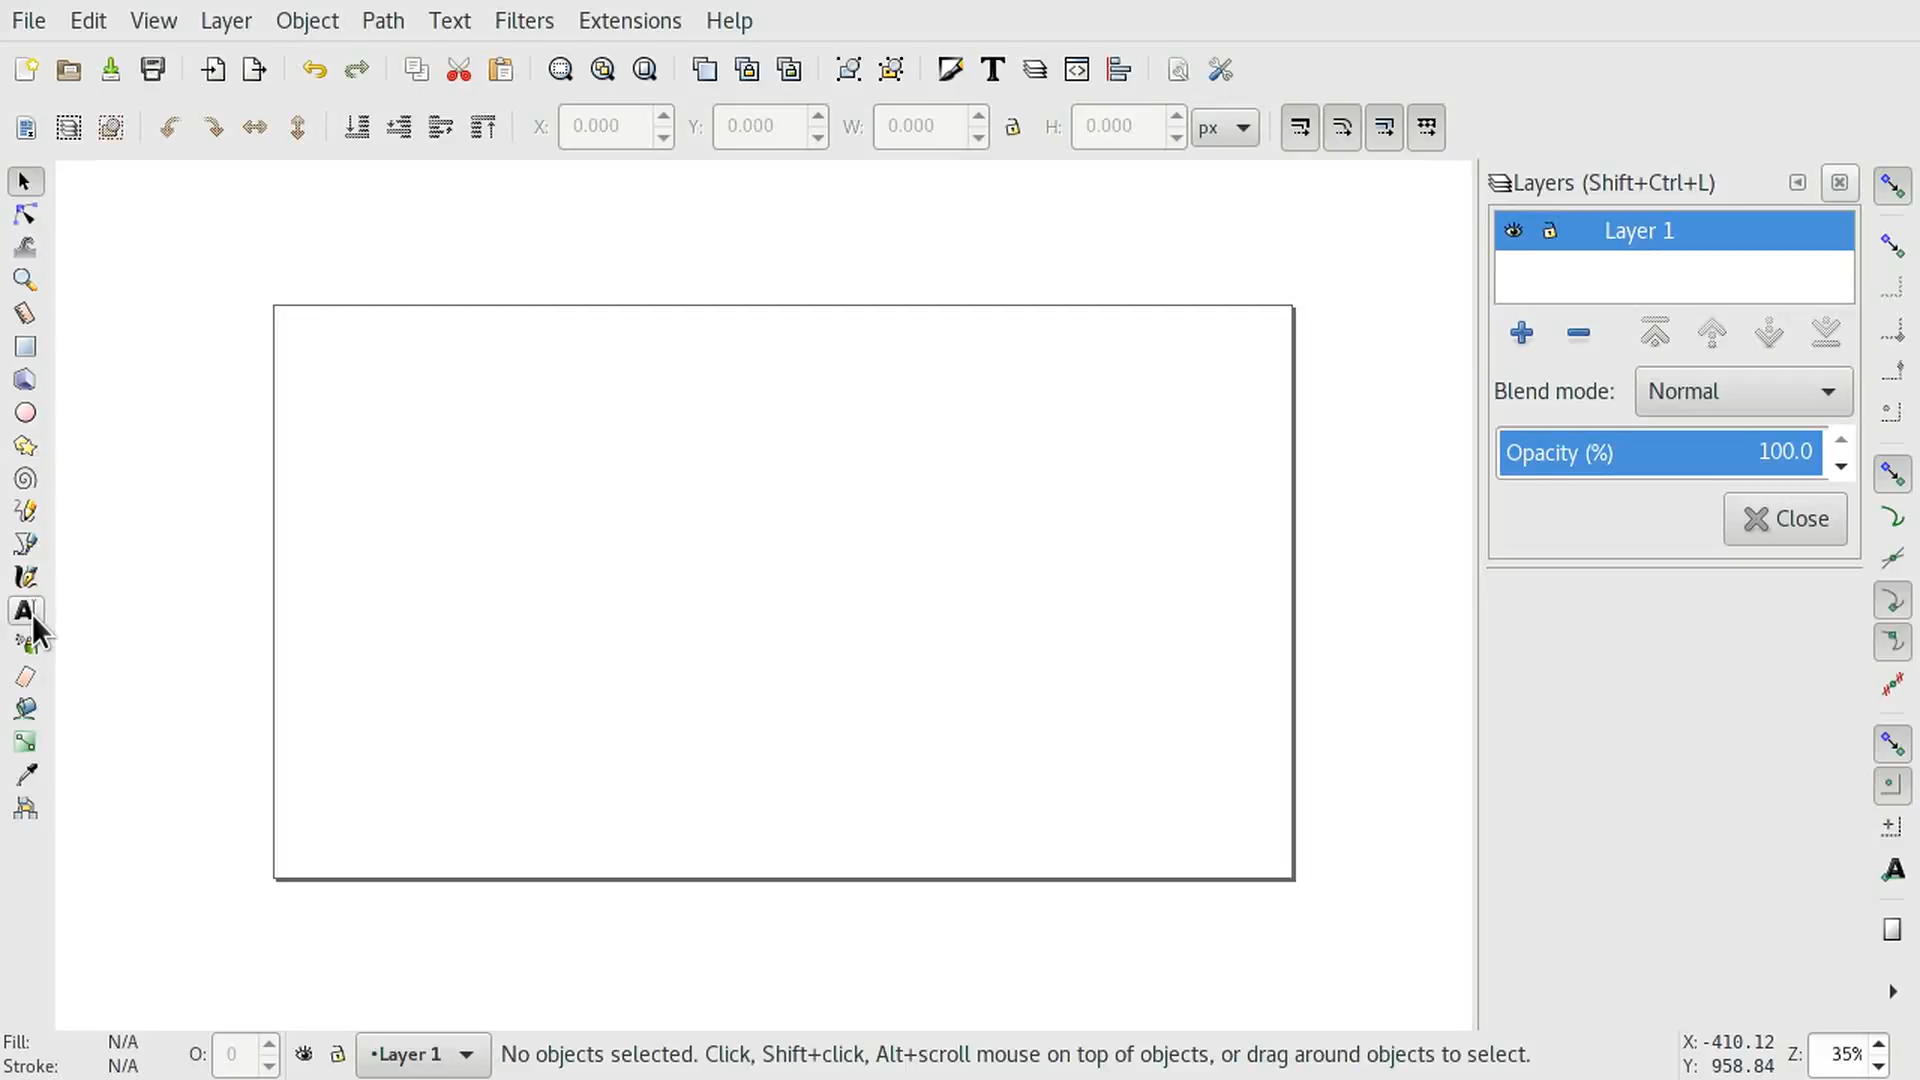 File Edit View Layer Object Path Text Filters Extensions Help
X: 0.000 Y: 0.000 W: 0.000 H: 0.000 px
Layers (Shift+Ctrl+L)
Layer 1
Blend mode: Normal
Opacity (%) 100.0
Close
Fill: N/A
Stroke: N/A
O: 0
•Layer 1
No objects selected. Click, Shift+click, Alt+scroll mouse on top of objects, or drag around objects to select.
X: -410.12
Y: 958.84
Z: 35%